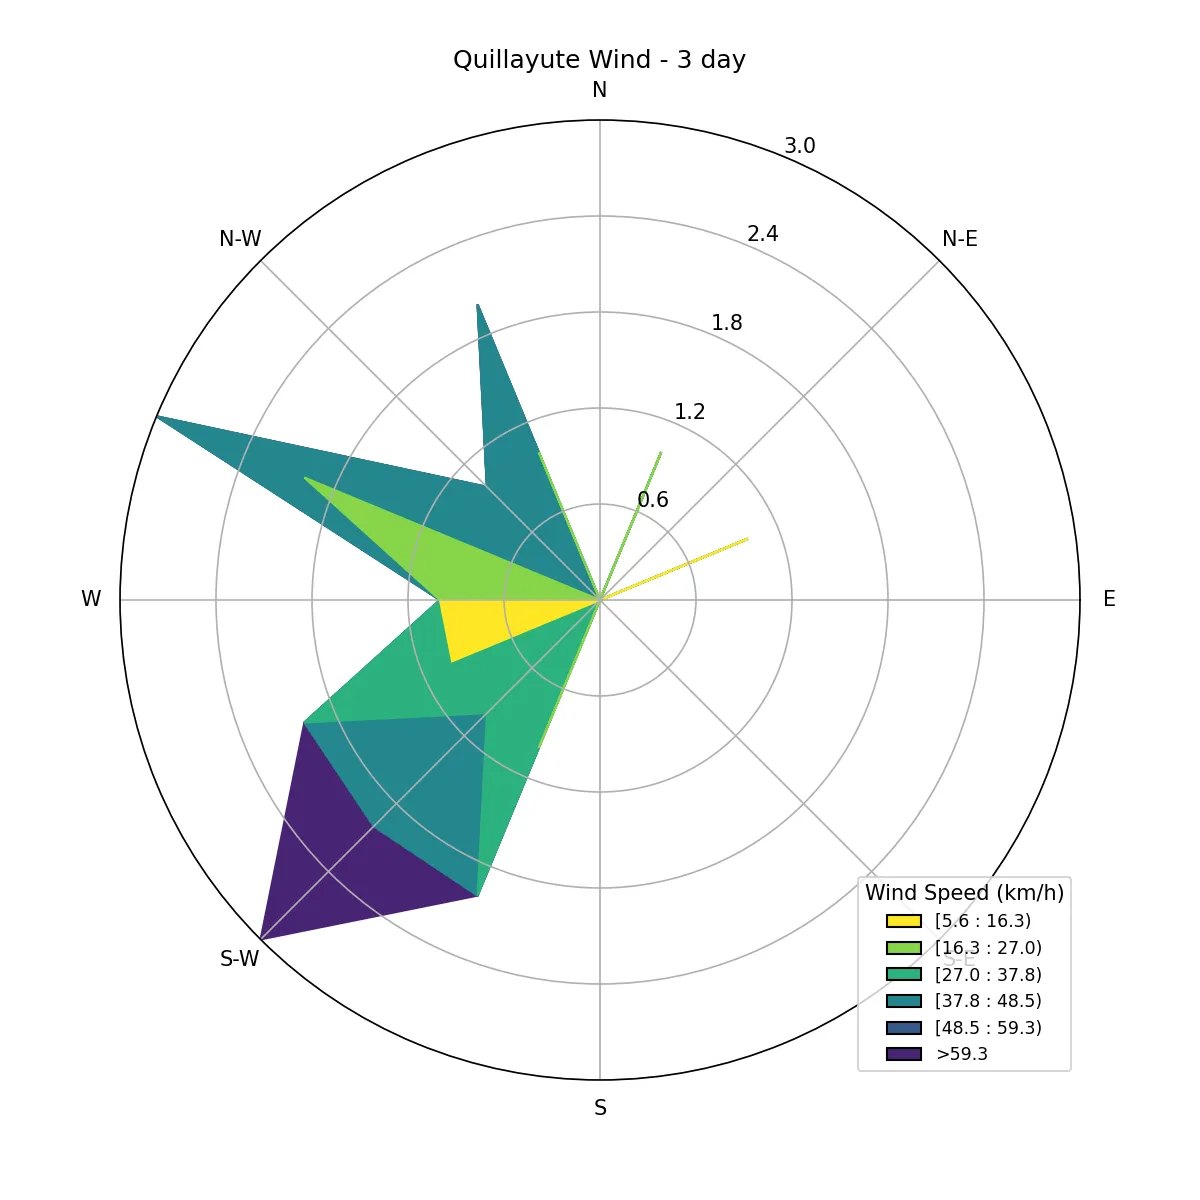 Quillayute Wind - 3 day
N
3.0
N-W
2.4
N-E
1.8
1.2
0.6
W
E
S-W
S-E
S
Wind Speed (km/h)
[5.6 : 16.3)
[16.3 : 27.0)
[27.0 : 37.8)
[37.8 : 48.5)
[48.5 : 59.3)
>59.3